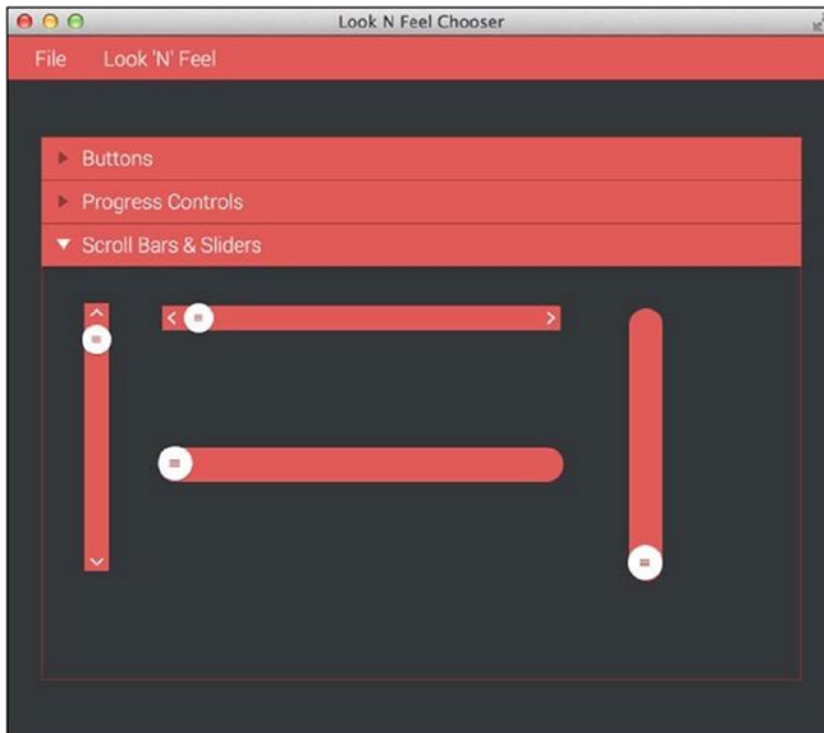 Look N Feel Chooser
File Look 'N' Feel
Buttons
Progress Controls
Scroll Bars & Sliders